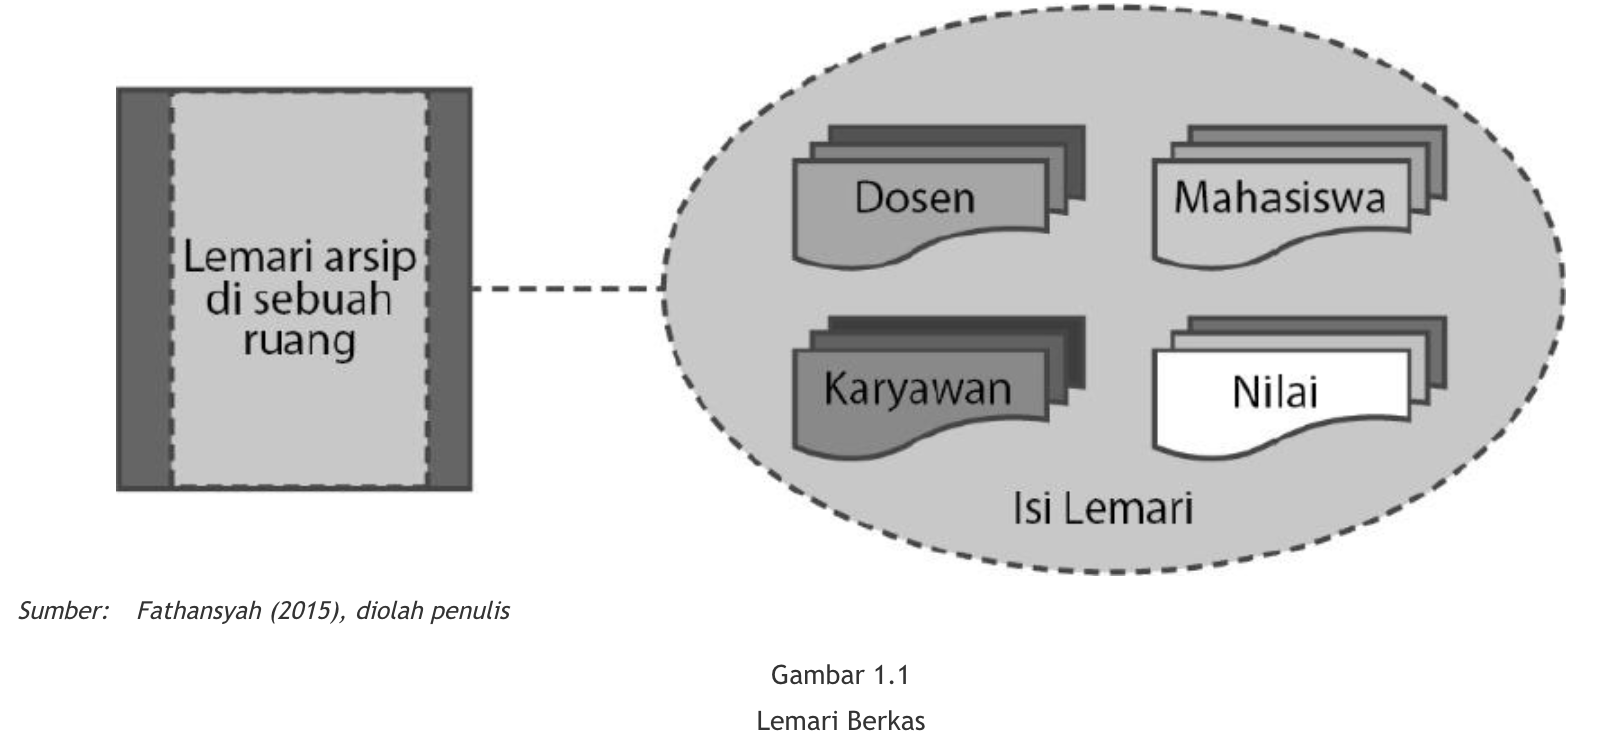 Lemari arsip
di sebuah
ruang
Dosen
Mahasiswa
Karyawan
Nilai
Isi Lemari
Sumber: Fathansyah (2015), diolah penulis
Gambar 1.1
Lemari Berkas